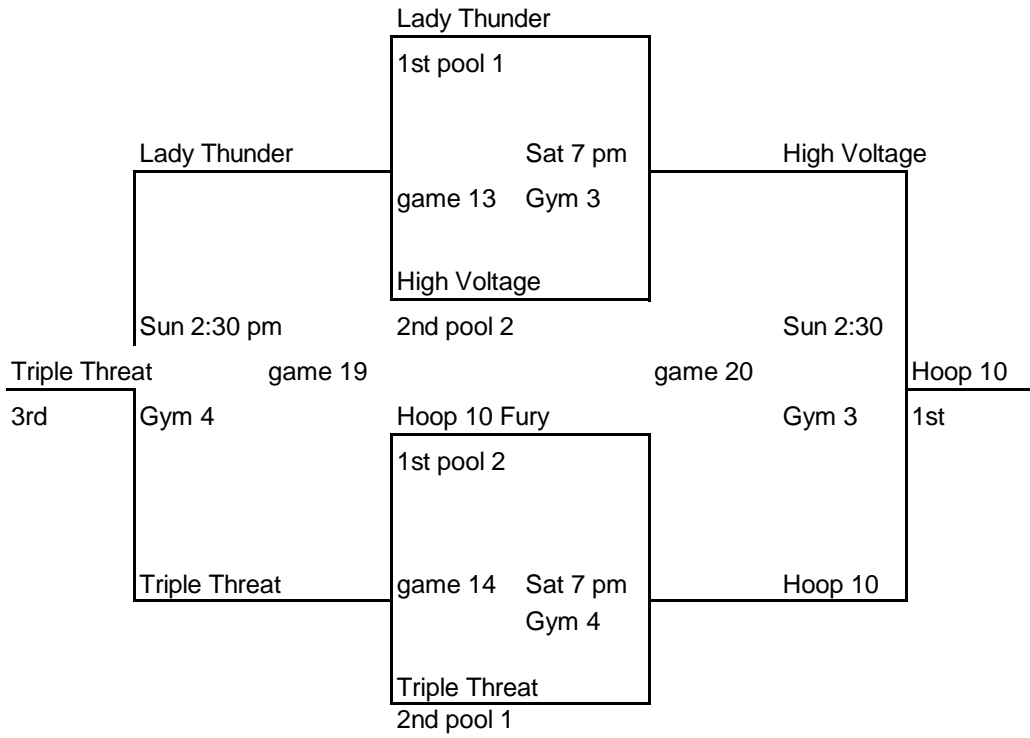 Lady Thunder
1st pool 1
Lady Thunder Sat 7 pm High Voltage
game 13 Gym 3
High Voltage
Sun 2:30 pm 2nd pool 2 Sun 2:30
Triple Threat game 19 game 20 Hoop 10
3rd Gym 4 Hoop 10 Fury Gym 3 1st
1st pool 2
Triple Threat game 14 Sat 7 pm Hoop 10
Gym 4
Triple Threat
2nd pool 1